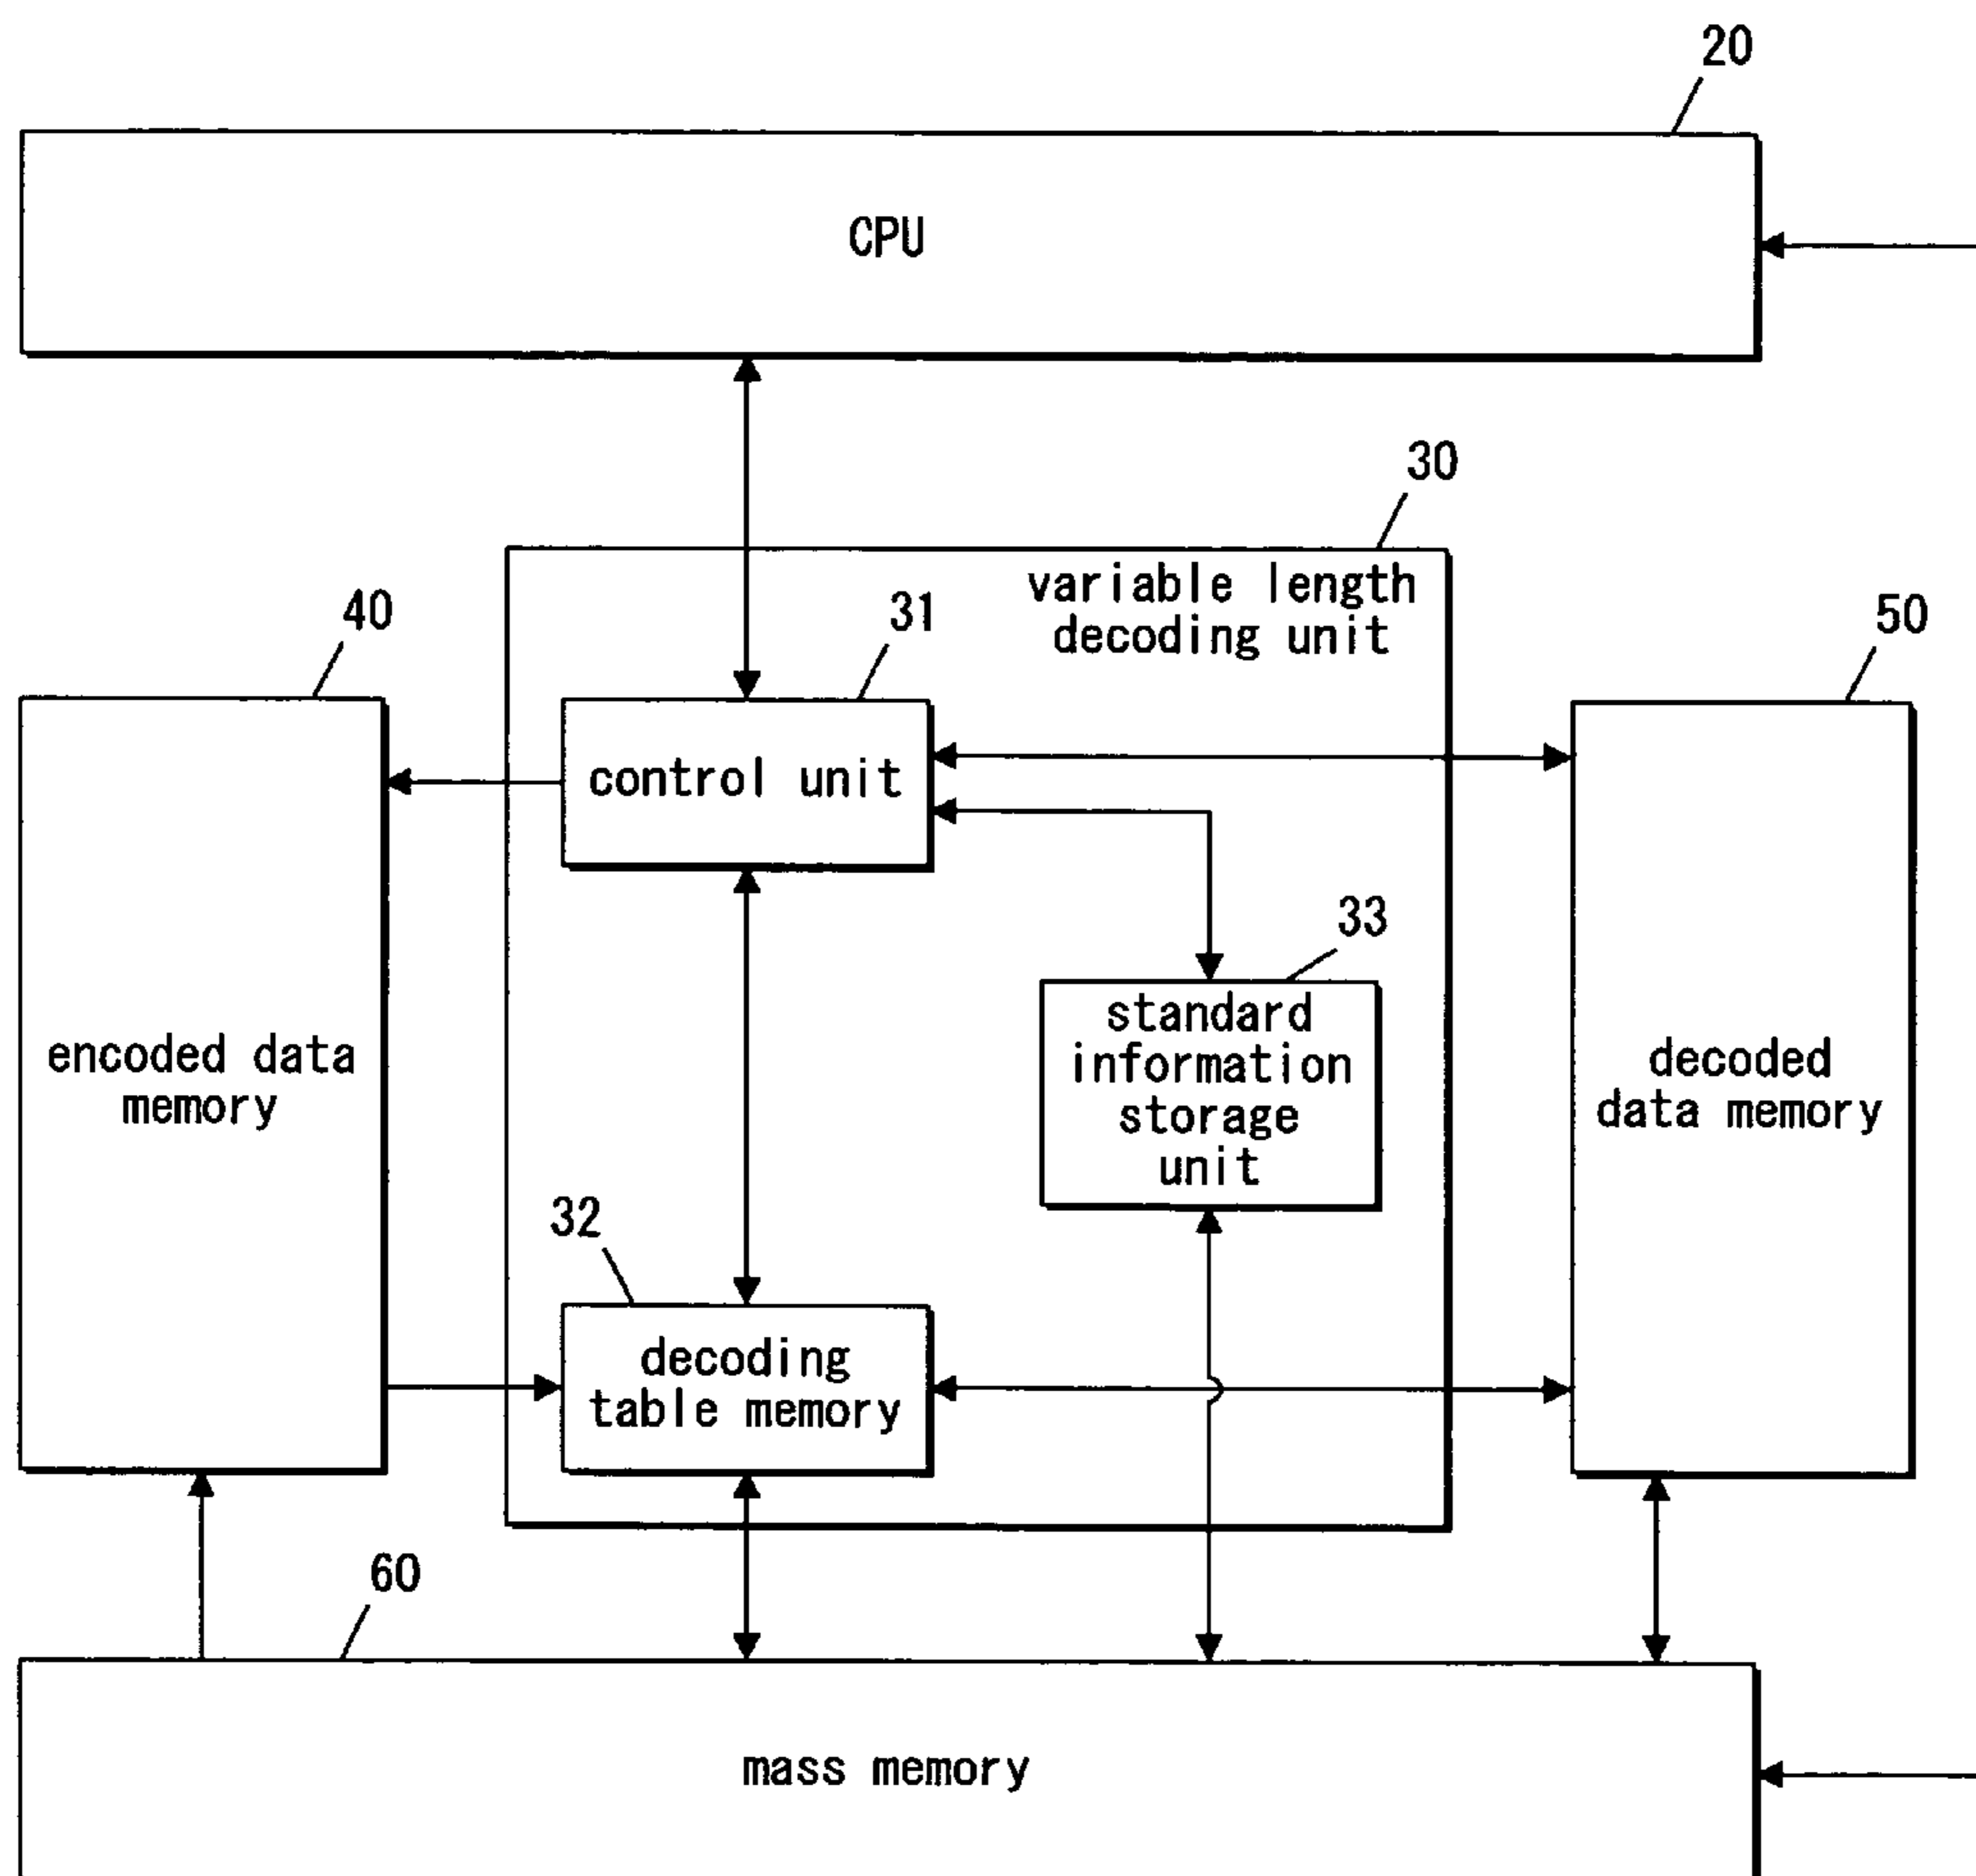 20
CPU
30
variable length
decoding unit
40
31
50
control unit
33
standard
information
storage
unit
encoded data
memory
decoded
data memory
32
decoding
table memory
60
mass memory